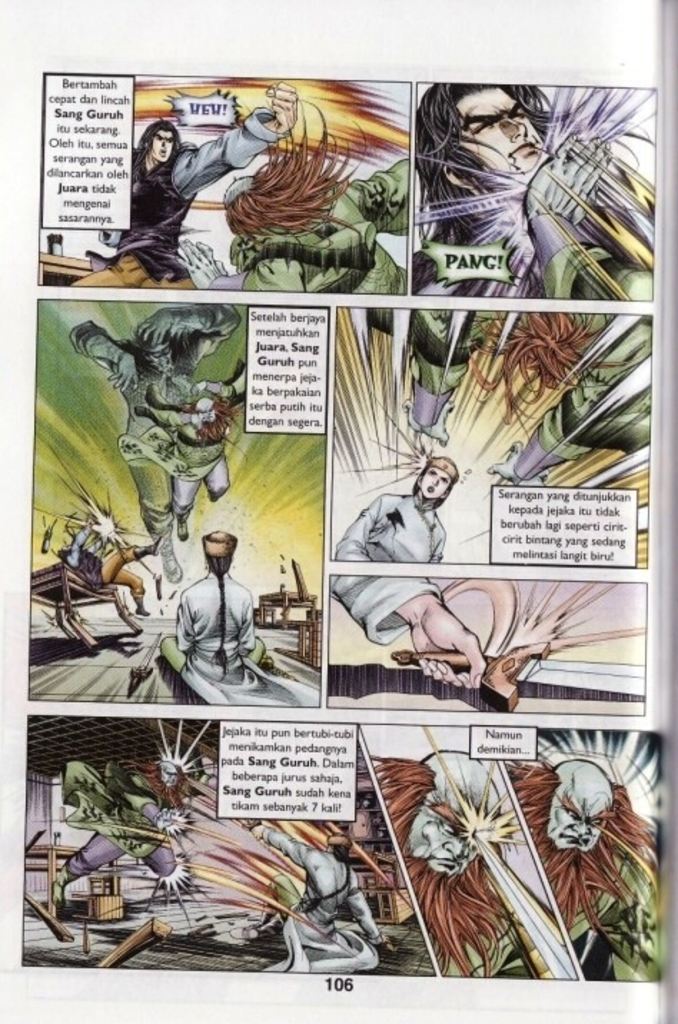 Bertambah
cepat dan lincah
Sang Guruh
itu sekarang.
Oleh itu, semua
serangan yang
dilancarkan oleh
Juara tidak
mengenai
sasarannya.
HEH!
PANG!
Setelah berjaya
menjatuhkan
Juara, Sang
Guruh pun
menerpa jeja-
ka berpakaian
serba putih itu
dengan segera.
Serangan yang ditunjukkan
kepada jejaka itu tidak
berubah lagi seperti cirit-
cirit bintang yang sedang
melintasi langit biru!
Jejaka itu pun bertubi-tubi
menikamkan pedangnya
pada Sang Guruh. Dalam
beberapa jurus sahaja,
Sang Guruh sudah kena
tikam sebanyak 7 kali!
Namun
demikian...
106